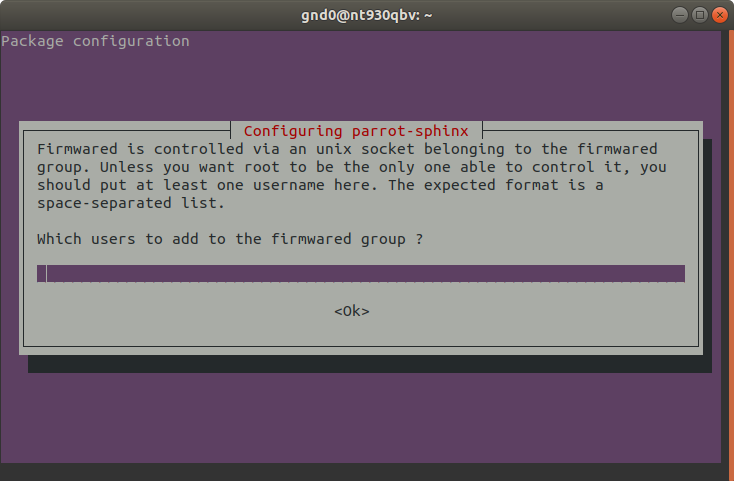 gnd0@nt930qbv: ~
Package configuration
Configuring parrot-sphinx
Firmwared is controlled via an unix socket belonging to the firmwared
group. Unless you want root to be the only one able to control it, you
should put at least one username here. The expected format is a
space-separated list.
Which users to add to the firmwared group ?
<Ok>